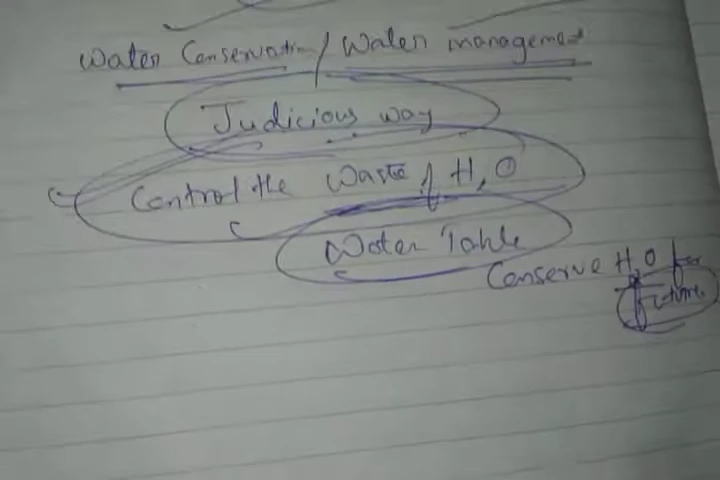 Water Conservation / Water management
Judicious way
Control the Waste of H2O
Water Table
Conserve H2O for
Future